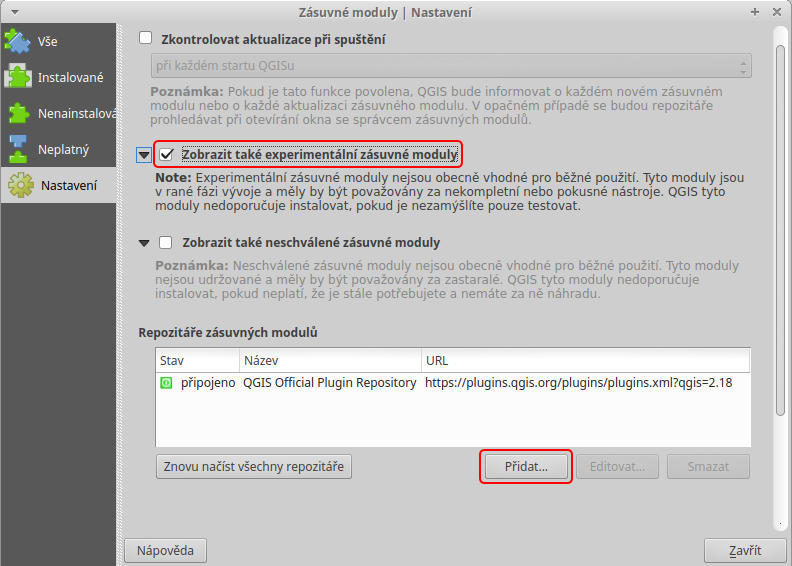 Zásuvné moduly | Nastavení
Vše
Instalované
Nenainstalová
Neplatný
Nastavení
Zkontrolovat aktualizace při spuštění
při každém startu QGISu
Poznámka: Pokud je tato funkce povolena, QGIS bude informovat o každém novém zásuvném
modulu nebo o každé aktualizaci zásuvného modulu. V opačném případě se budou repozitáře
prohledávat při otevírání okna se správcem zásuvných modulů.
Zobrazit také experimentální zásuvné moduly
Note: Experimentální zásuvné moduly nejsou obecně vhodné pro běžné použití. Tyto moduly jsou
v rané fázi vývoje a měly by být považovány za nekompletní nebo pokusné nástroje. QGIS tyto
moduly nedoporučuje instalovat, pokud je nezamýšlíte pouze testovat.
Zobrazit také neschválené zásuvné moduly
Poznámka: Neschválené zásuvné moduly nejsou obecně vhodné pro běžné použití. Tyto moduly
nejsou udržované a měly by být považovány za zastaralé. QGIS tyto moduly nedoporučuje
instalovat, pokud neplatí, že je stále potřebujete a nemáte za ně náhradu.
Repozitáře zásuvných modulů
Stav Název URL
připojeno QGIS Official Plugin Repository https://plugins.qgis.org/plugins/plugins.xml?qgis=2.18
Znovu načíst všechny repozitáře Přidat... Editovat... Smazat
Nápověda Zavřít